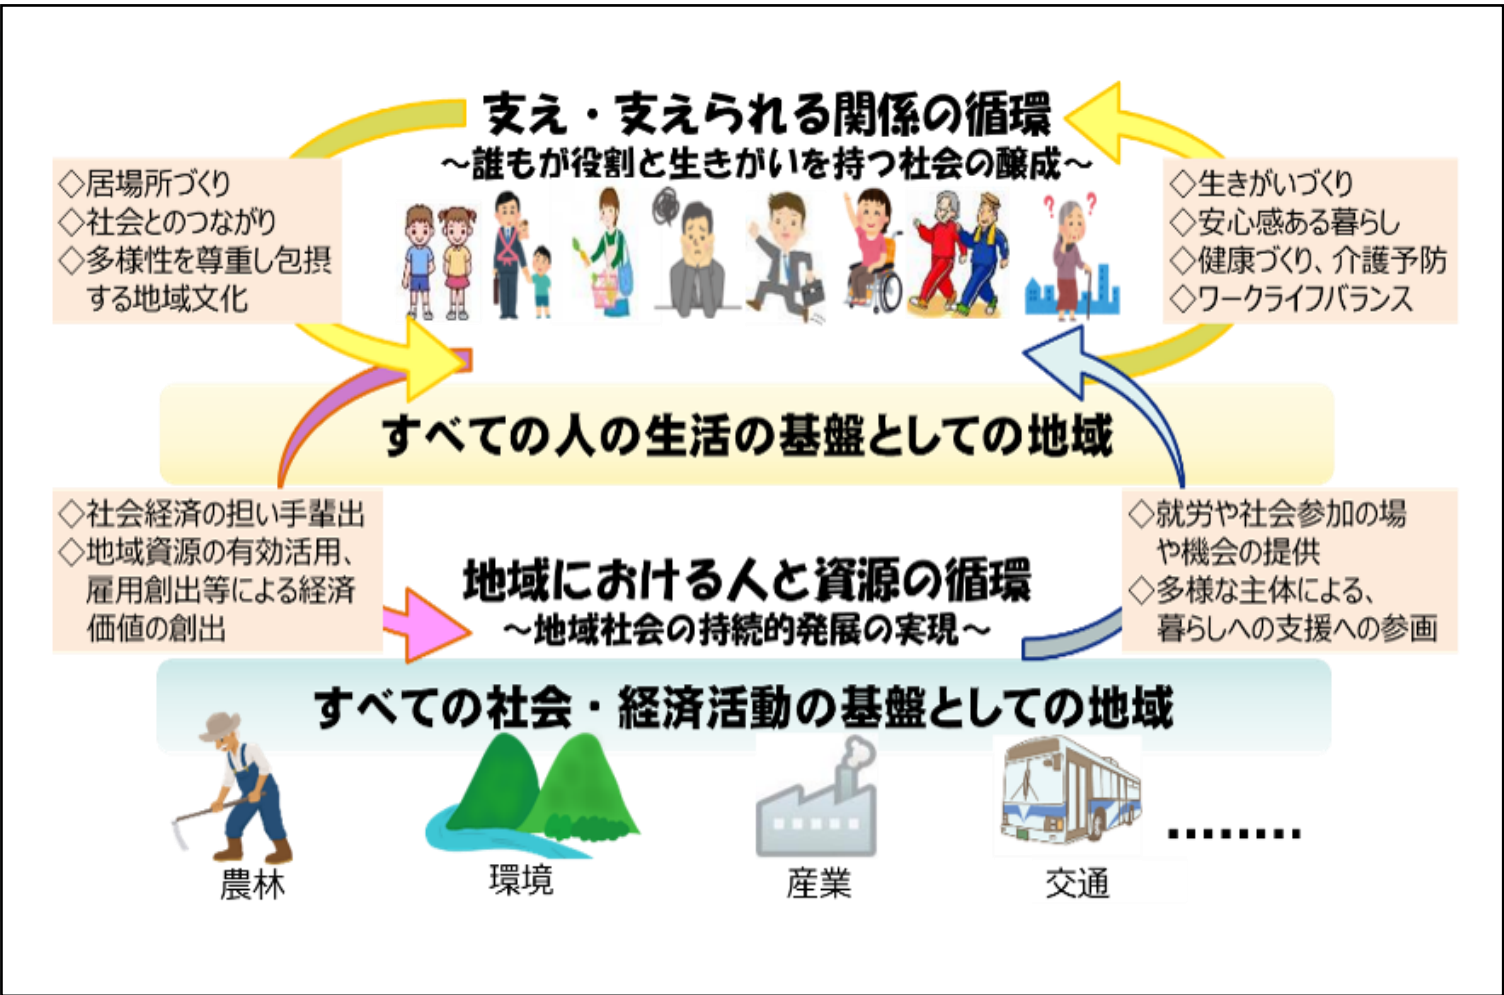 支え・支えられる関係の循環
～誰もが役割と生きがいを持つ社会の醸成～
◇居場所づくり
◇社会とのつながり
◇多様性を尊重し包摂
する地域文化
◇生きがいづくり
◇安心感ある暮らし
◇健康づくり、介護予防
◇ワークライフバランス
??
すべての人の生活の基盤としての地域
◇社会経済の担い手輩出
◇地域資源の有効活用、
雇用創出等による経済
価値の創出
地域における人と資源の循環
～地域社会の持続的発展の実現～
◇就労や社会参加の場
や機会の提供
◇多様な主体による、
暮らしへの支援への参画
すべての社会・経済活動の基盤としての地域
農林
環境
産業
交通
........